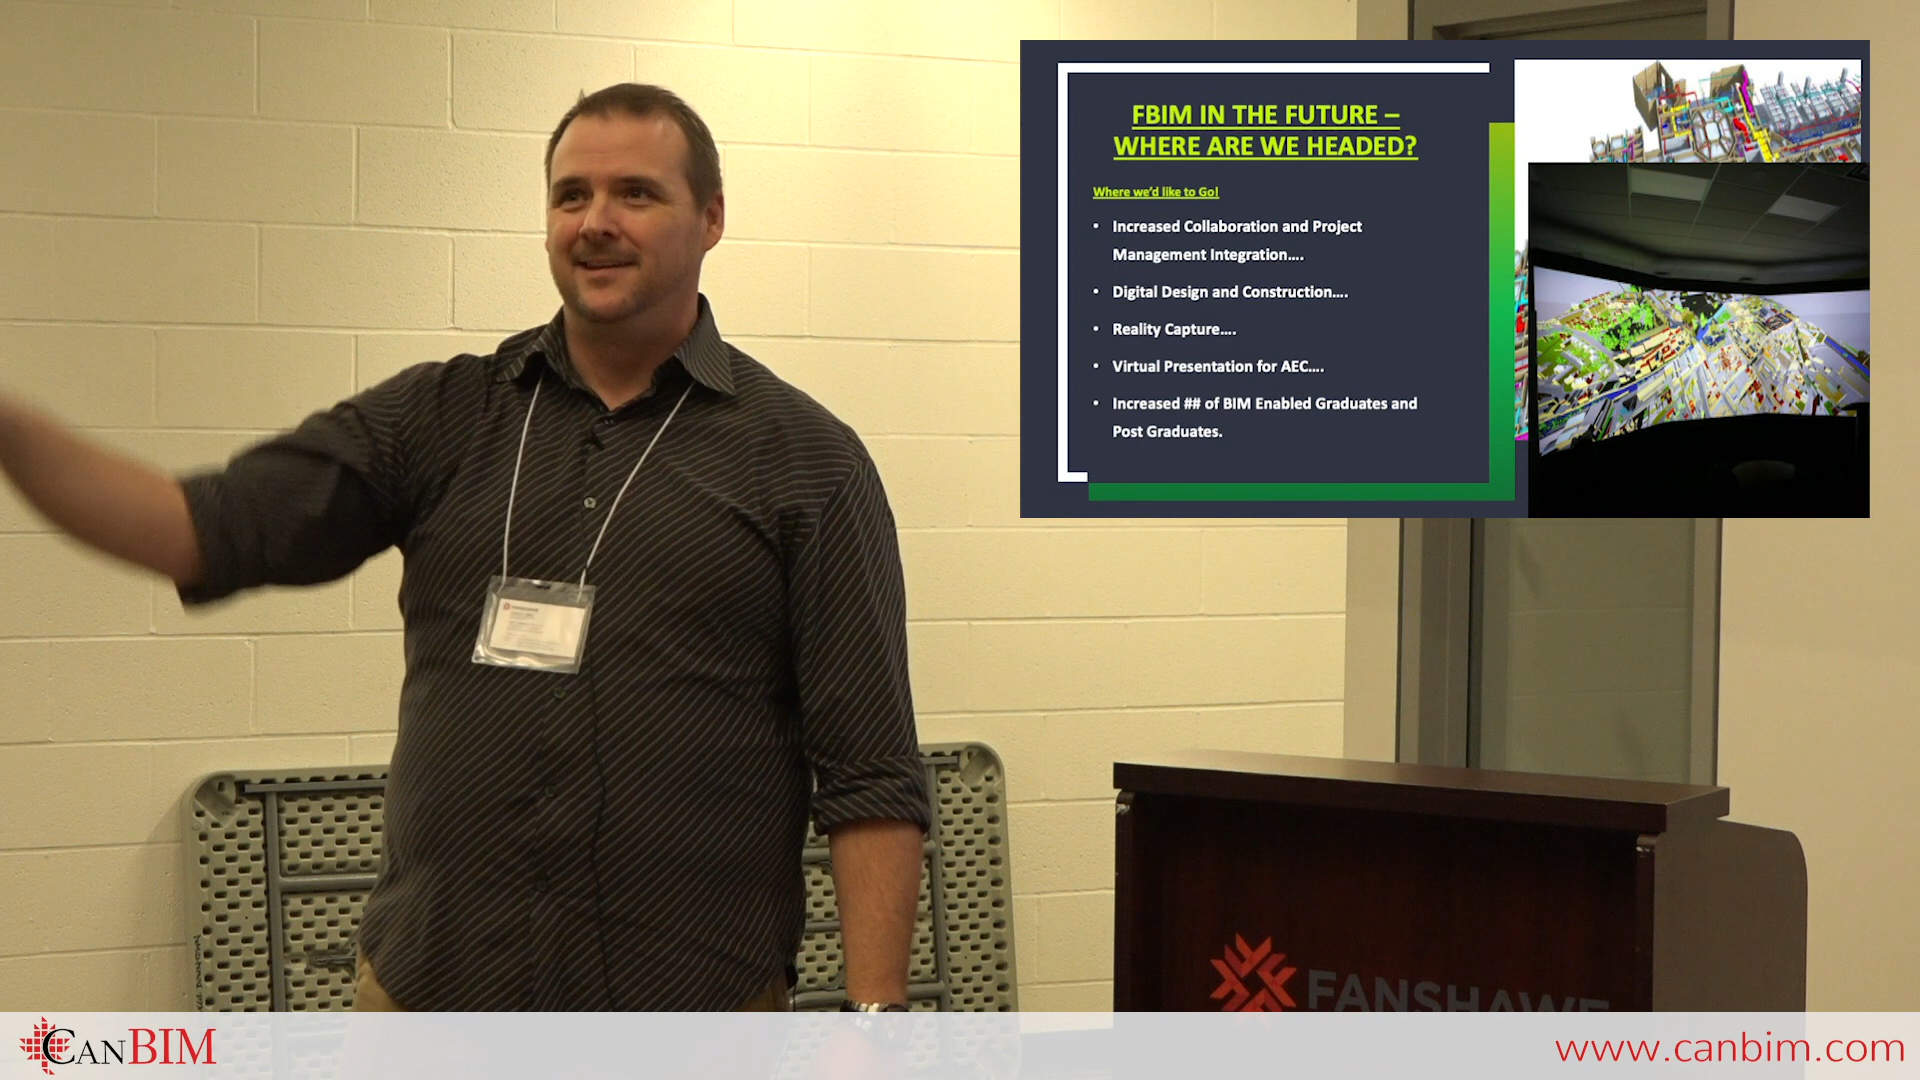 FBIM IN THE FUTURE –
WHERE ARE WE HEADED?
Where we'd like to Go!
• Increased Collaboration and Project
Management Integration....
• Digital Design and Construction....
• Reality Capture....
• Virtual Presentation for AEC....
• Increased ## of BIM Enabled Graduates and
Post Graduates.
FANSHAWE
CANBIM
www.canbim.com